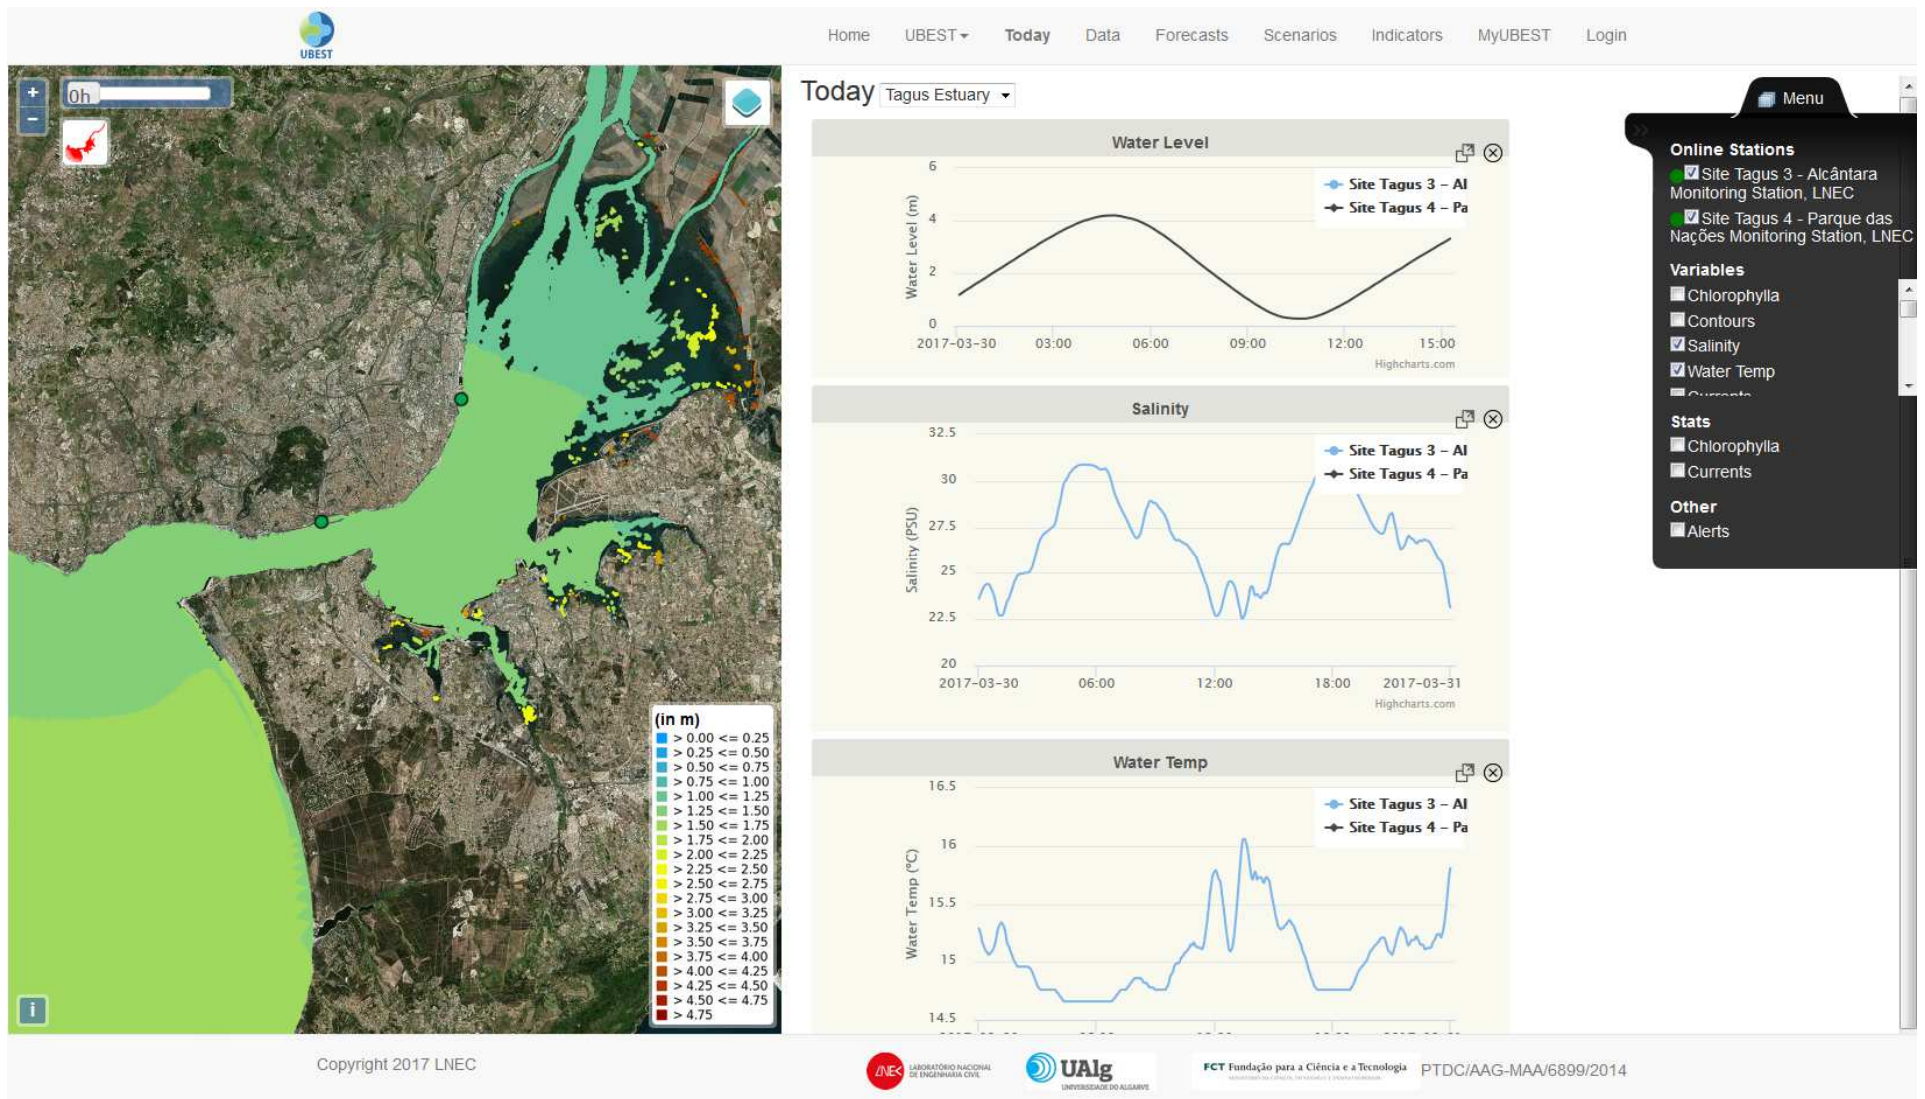 UBEST
Home
UBEST
Today
Data
Forecasts
Scenarios
Indicators
MyUBEST
Login
+
−
0h
(in m)
> 0.00 <= 0.25
> 0.25 <= 0.50
> 0.50 <= 0.75
> 0.75 <= 1.00
> 1.00 <= 1.25
> 1.25 <= 1.50
> 1.50 <= 1.75
> 1.75 <= 2.00
> 2.00 <= 2.25
> 2.25 <= 2.50
> 2.50 <= 2.75
> 2.75 <= 3.00
> 3.00 <= 3.25
> 3.25 <= 3.50
> 3.50 <= 3.75
> 3.75 <= 4.00
> 4.00 <= 4.25
> 4.25 <= 4.50
> 4.50 <= 4.75
> 4.75
i
Today Tagus Estuary
Water Level
Water Level (m)
6
4
2
0
Site Tagus 3 – Al
Site Tagus 4 – Pa
2017-03-30 03:00 06:00 09:00 12:00 15:00
Highcharts.com
Salinity
Salinity (PSU)
32.5
30
27.5
25
22.5
20
Site Tagus 3 – Al
Site Tagus 4 – Pa
2017-03-30 06:00 12:00 18:00 2017-03-31
Highcharts.com
Water Temp
Water Temp (ºC)
16.5
16
15.5
15
14.5
Site Tagus 3 – Al
Site Tagus 4 – Pa
Menu
Online Stations
Site Tagus 3 - Alcântara
Monitoring Station, LNEC
Site Tagus 4 - Parque das
Nações Monitoring Station, LNEC
Variables
Chlorophylla
Contours
Salinity
Water Temp
Currents
Stats
Chlorophylla
Currents
Other
Alerts
Copyright 2017 LNEC
LNEC
LABORATÓRIO NACIONAL
DE ENGENHARIA CIVIL
UAlg
UNIVERSIDADE DO ALGARVE
FCT Fundação para a Ciência e a Tecnologia
PTDC/AAG-MAA/6899/2014